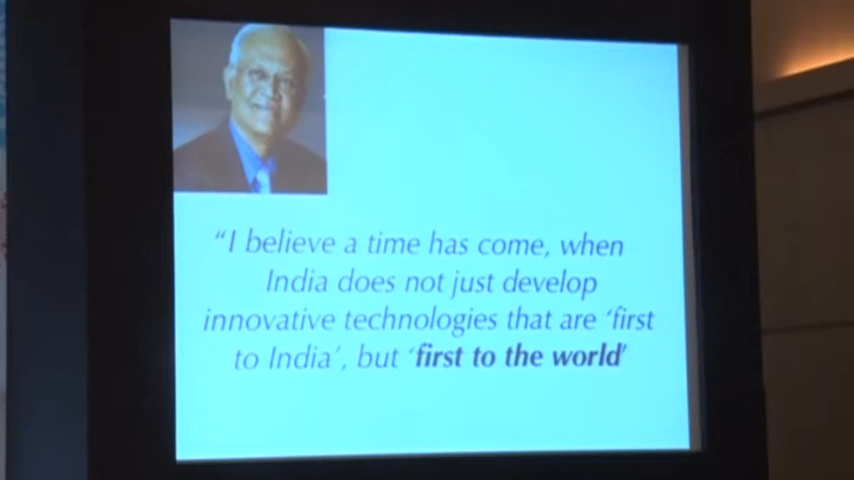 “I believe a time has come, when
India does not just develop
innovative technologies that are ‘first
to India’, but ‘first to the world’